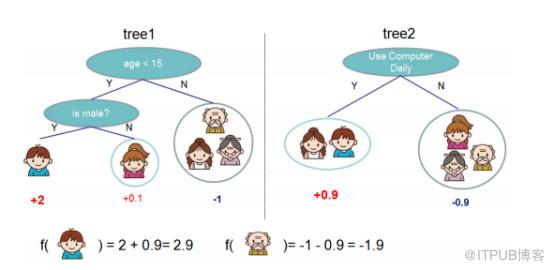 tree1
age < 15
Y
N
is male?
Y
N
+2
+0.1
-1
tree2
Use Computer
Daily
Y
N
+0.9
-0.9
f( ) = 2 + 0.9= 2.9
f( )= -1 - 0.9 = -1.9
@ITPUB博客